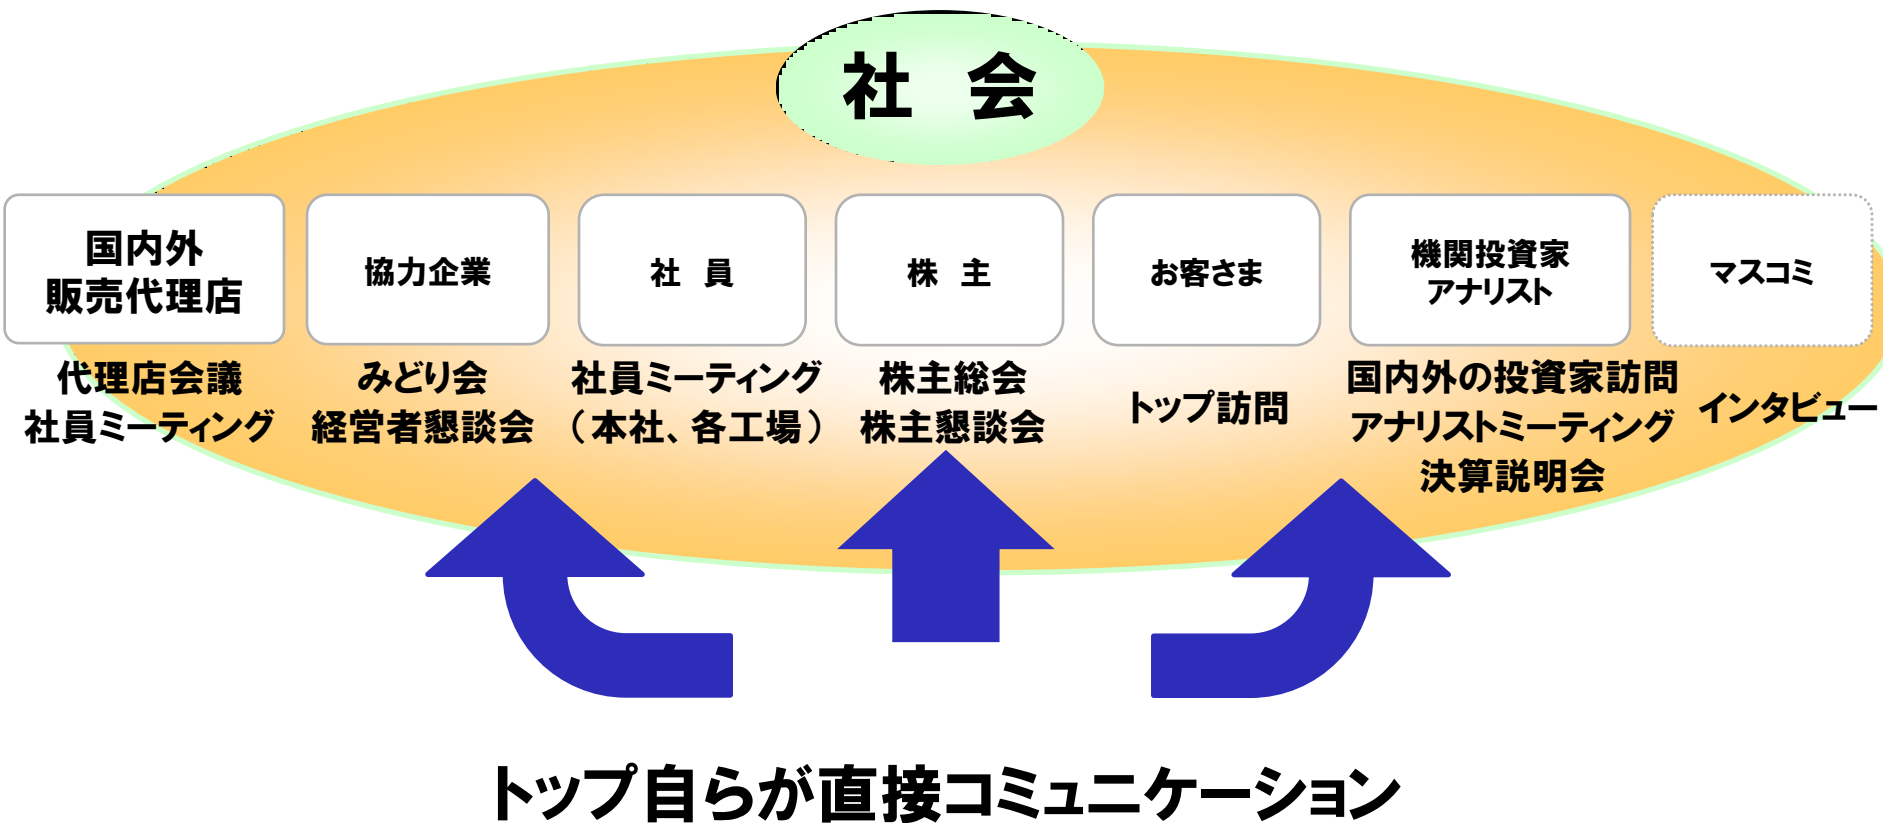 社 会
国内外
販売代理店
協力企業
社 員
株 主
お客さま
機関投資家
アナリスト
マスコミ
代理店会議
社員ミーティング
みどり会
経営者懇談会
社員ミーティング
（本社、各工場）
株主総会
株主懇談会
トップ訪問
国内外の投資家訪問
アナリストミーティング
決算説明会
インタビュー
トップ自らが直接コミュニケーション